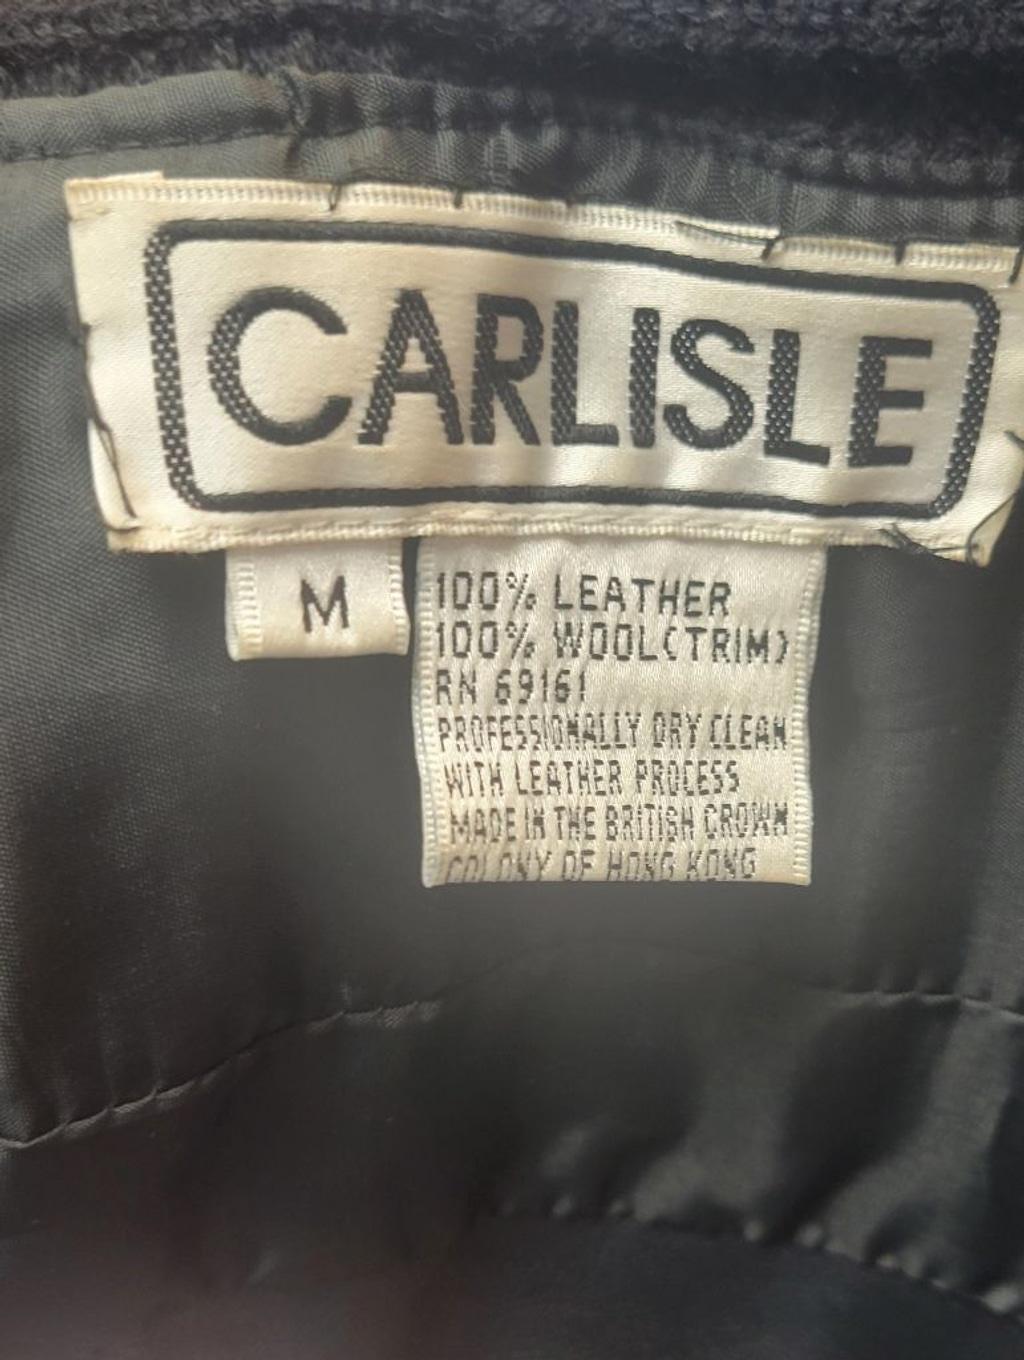 CARLISLE
M
100% LEATHER
100% WOOL(TRIM)
RN 69161
PROFESSIONALLY DRY CLEAN
WITH LEATHER PROCESS
MADE IN THE BRITISH CROWN
COLONY OF HONG KONG